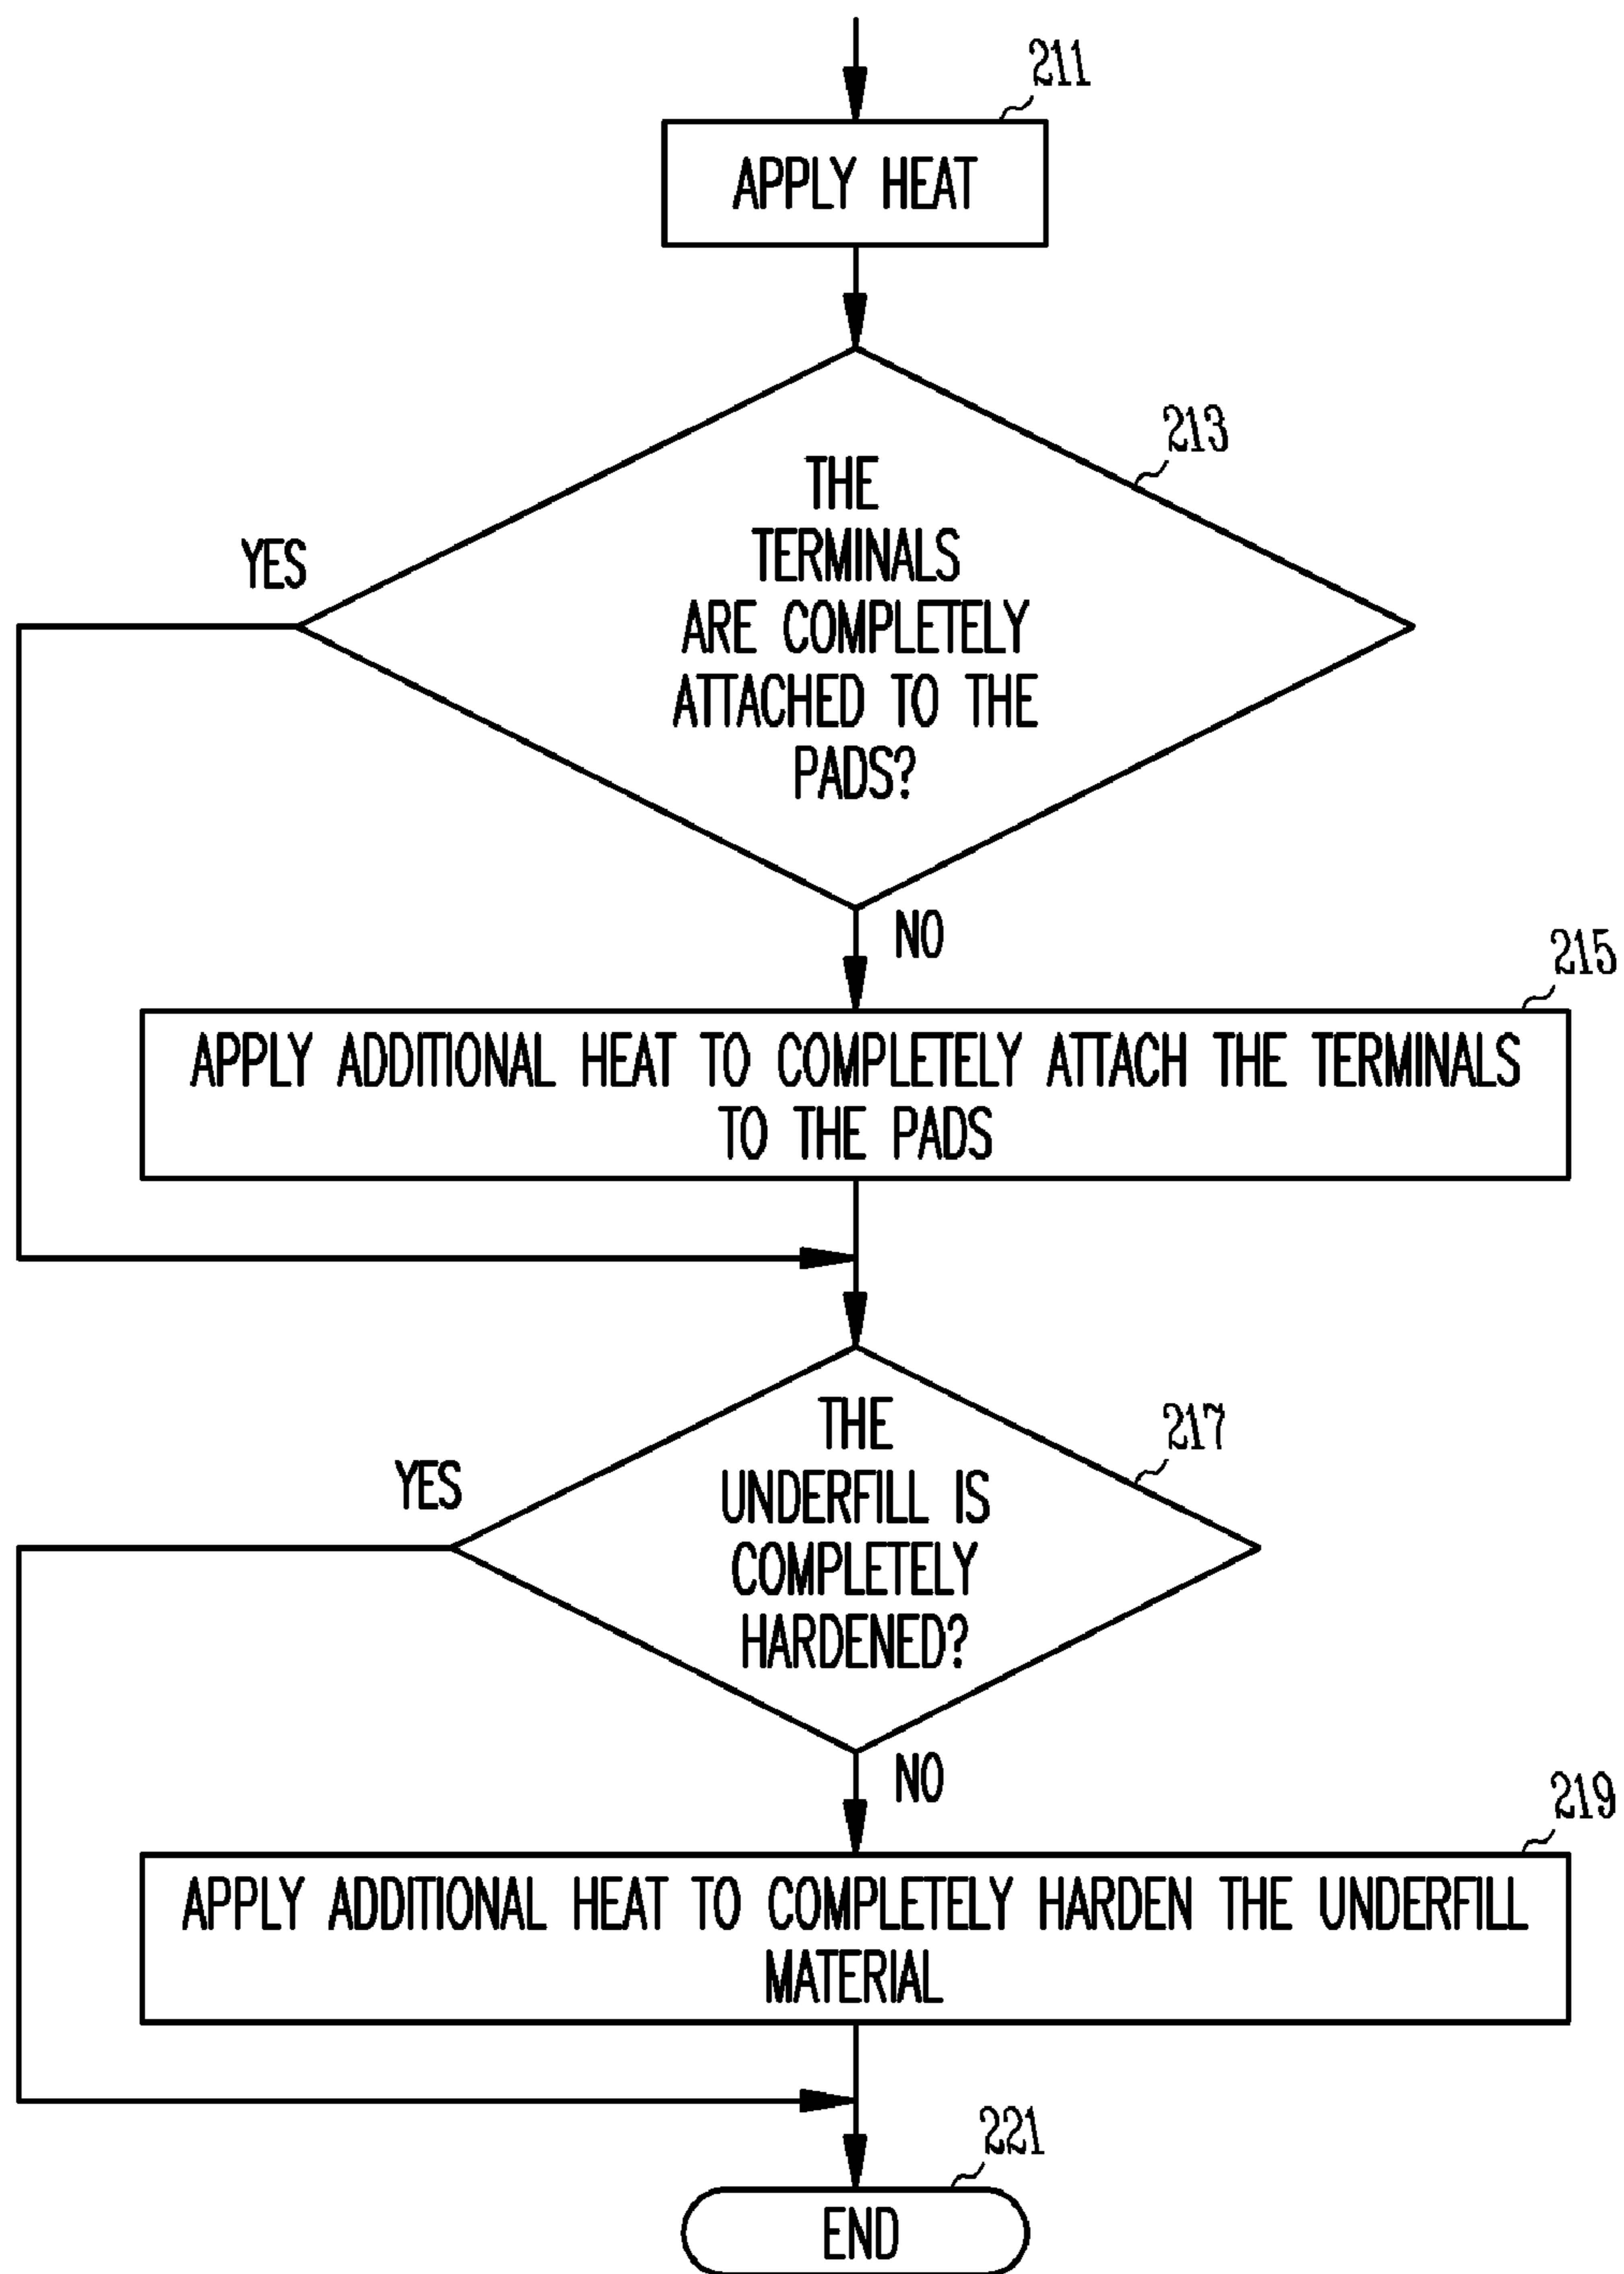 211
APPLY HEAT
213
THE
TERMINALS
ARE COMPLETELY
ATTACHED TO THE
PADS?
YES
NO
215
APPLY ADDITIONAL HEAT TO COMPLETELY ATTACH THE TERMINALS
TO THE PADS
217
THE
UNDERFILL IS
COMPLETELY
HARDENED?
YES
NO
219
APPLY ADDITIONAL HEAT TO COMPLETELY HARDEN THE UNDERFILL
MATERIAL
221
END